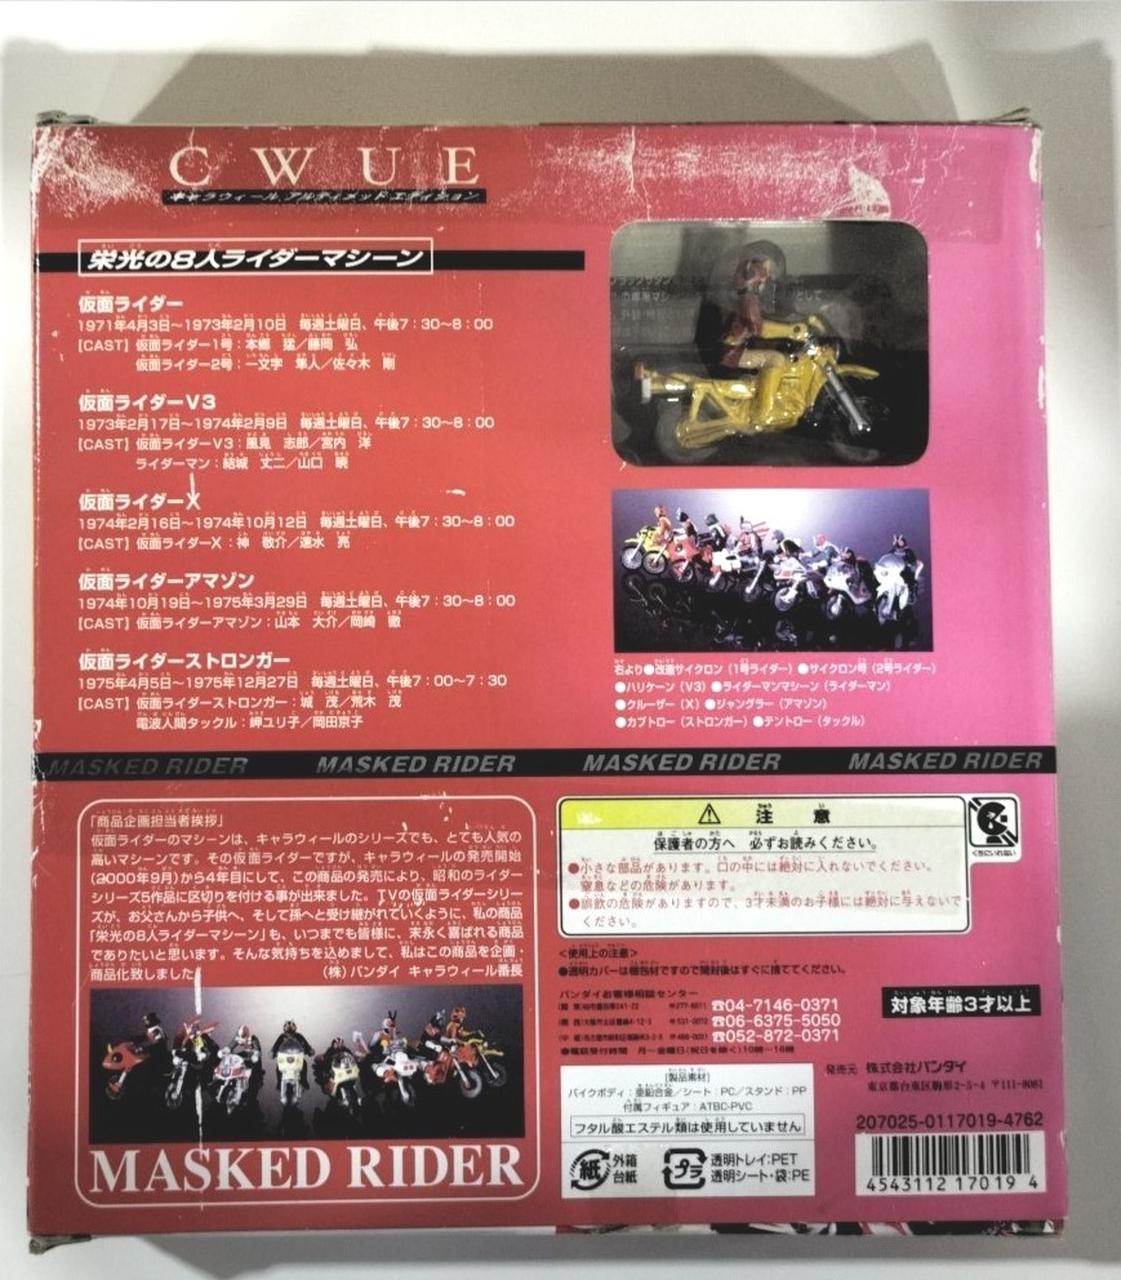 CWUE
キャラウィール アルティメット エディション
栄光の8人ライダーマシーン
仮面ライダー
1971年4月3日～1973年2月10日　毎週土曜日、午後7：30～8：00
[CAST] 仮面ライダー1号：本郷　猛／藤岡　弘
仮面ライダー2号：一文字　隼人／佐々木　剛
仮面ライダーV3
1973年2月17日～1974年2月9日　毎週土曜日、午後7：30～8：00
[CAST] 仮面ライダーV3：風見　志郎／宮内　洋
ライダーマン：結城　丈二／山口　暁
仮面ライダーX
1974年2月16日～1974年10月12日　毎週土曜日、午後7：30～8：00
[CAST] 仮面ライダーX：神　敬介／速水　亮
仮面ライダーアマゾン
1974年10月19日～1975年3月29日　毎週土曜日、午後7：30～8：00
[CAST] 仮面ライダーアマゾン：山本　大介／岡崎　徹
仮面ライダーストロンガー
1975年4月5日～1975年12月27日　毎週土曜日、午後7：00～7：30
[CAST] 仮面ライダーストロンガー：城　茂／荒木　茂
電波人間タックル：岬ユリ子／岡田京子
右より●改造サイクロン（1号ライダー）●サイクロン号（2号ライダー）
●ハリケーン（V3）●ライダーマンマシーン（ライダーマン）
●クルーザー（X）●ジャングラー（アマゾン）
●カブトロー（ストロンガー）●テントロー（タックル）
MASKED RIDER MASKED RIDER MASKED RIDER MASKED RIDER
「商品企画担当者挨拶」
仮面ライダーのマシーンは、キャラウィールのシリーズでも、とても人気の
高いマシーンです。その仮面ライダーですが、キャラウィールの発売開始
(2000年9月)から4年目にして、この商品の発売により、昭和のライダー
シリーズ5作品に区切りを付ける事が出来ました。TVの仮面ライダーシリー
ズが、お父さんから子供へ、そして孫へと受け継がれていくように、私の商品
「栄光の8人ライダーマシーン」も、いつまでも皆様に、末永く喜ばれる商品
でありたいと思います。そんな気持ちを込めまして、私はこの商品を企画・
商品化致しました。　（株）バンダイ キャラウィール番長
MASKED RIDER
⚠ 注意
保護者の方へ　必ずお読みください。
●小さな部品があります。口の中には絶対に入れないでください。
窒息などの危険があります。
●誤飲の危険がありますので、3才未満のお子様には絶対に与えないで
ください。
くちにいれない
<使用上の注意>
●透明カバーは梱包材ですので開封後はすぐに捨ててください。
バンダイお客様相談センター
☎04-7146-0371
☎06-6375-5050
☎052-872-0371
●電話受付時間　月～金曜日(祝日を除く)10時～16時
対象年齢3才以上
発売元　株式会社バンダイ
東京都台東区駒形2-5-4 〒111-8081
[製品素材]
バイクボディ：亜鉛合金／シート：PC／スタンド：PP
付属フィギュア：ATBC-PVC
フタル酸エステル類は使用していません
紙 外箱
台紙
プラ 透明トレイ:PET
透明シート・袋:PE
207025-0117019-4762
4543112 17019 4